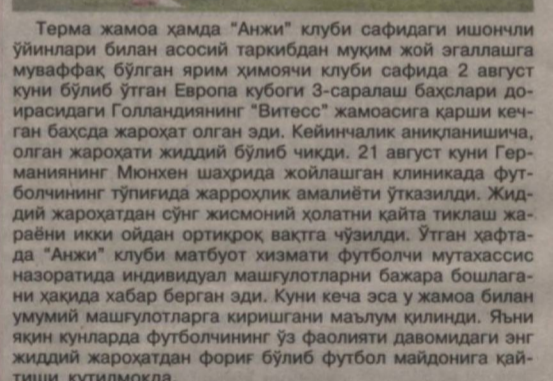 Терма жамоа ҳамда “Анжи” клуби сафидаги ишончли
ўйинлари билан асосий таркибдан муқим жой эгаллашга
муваффақ бўлган ярим ҳимоячи клуби сафида 2 август
куни бўлиб ўтган Европа кубоги 3-саралаш баҳслари до-
ирасидаги Голландиянинг “Витесс” жамоасига қарши кеч-
ган баҳсда жароҳат олган эди. Кейинчалик аниқланишича,
олган жароҳати жиддий бўлиб чиқди. 21 август куни Гер-
маниянинг Мюнхен шаҳрида жойлашган клиникада фут-
болчининг тўпиғида жарроҳлик амалиёти ўтказилди. Жид-
дий жароҳатдан сўнг жисмоний ҳолатни қайта тиклаш жа-
раёни икки ойдан ортиқроқ вақтга чўзилди. Ўтган ҳафта-
да “Анжи” клуби матбуот хизмати футболчи мутахассис
назоратида индивидуал машғулотларни бажара бошлага-
ни ҳақида хабар берган эди. Куни кеча эса у жамоа билан
умумий машғулотларга киришгани маълум қилинди. Яъни
яқин кунларда футболчининг ўз фаолияти давомидаги энг
жиддий жароҳатдан фориғ бўлиб футбол майдонига қай-
тиши кутилмоқда.